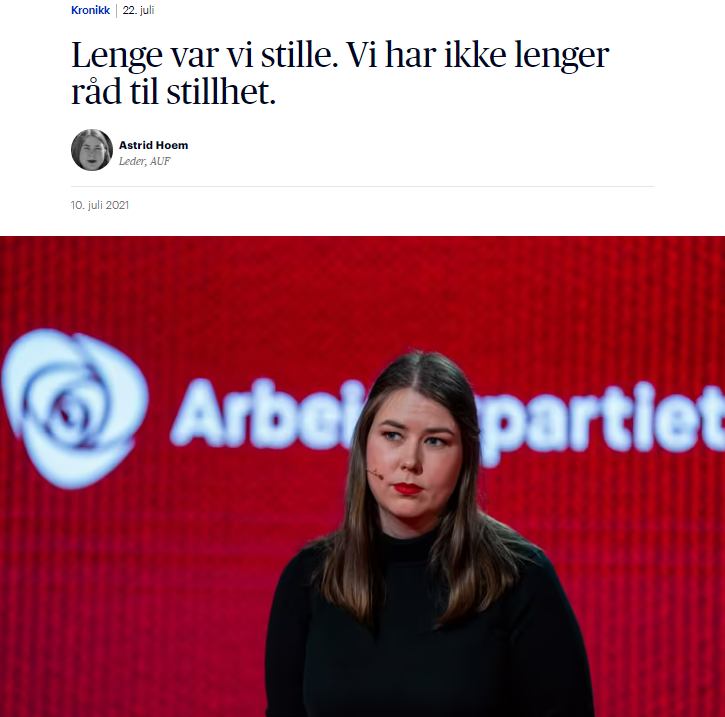 Kronikk | 22. juli
Lenge var vi stille. Vi har ikke lenger
råd til stillhet.
Astrid Hoem
Leder, AUF
10. juli 2021
Arbeiderpartiet